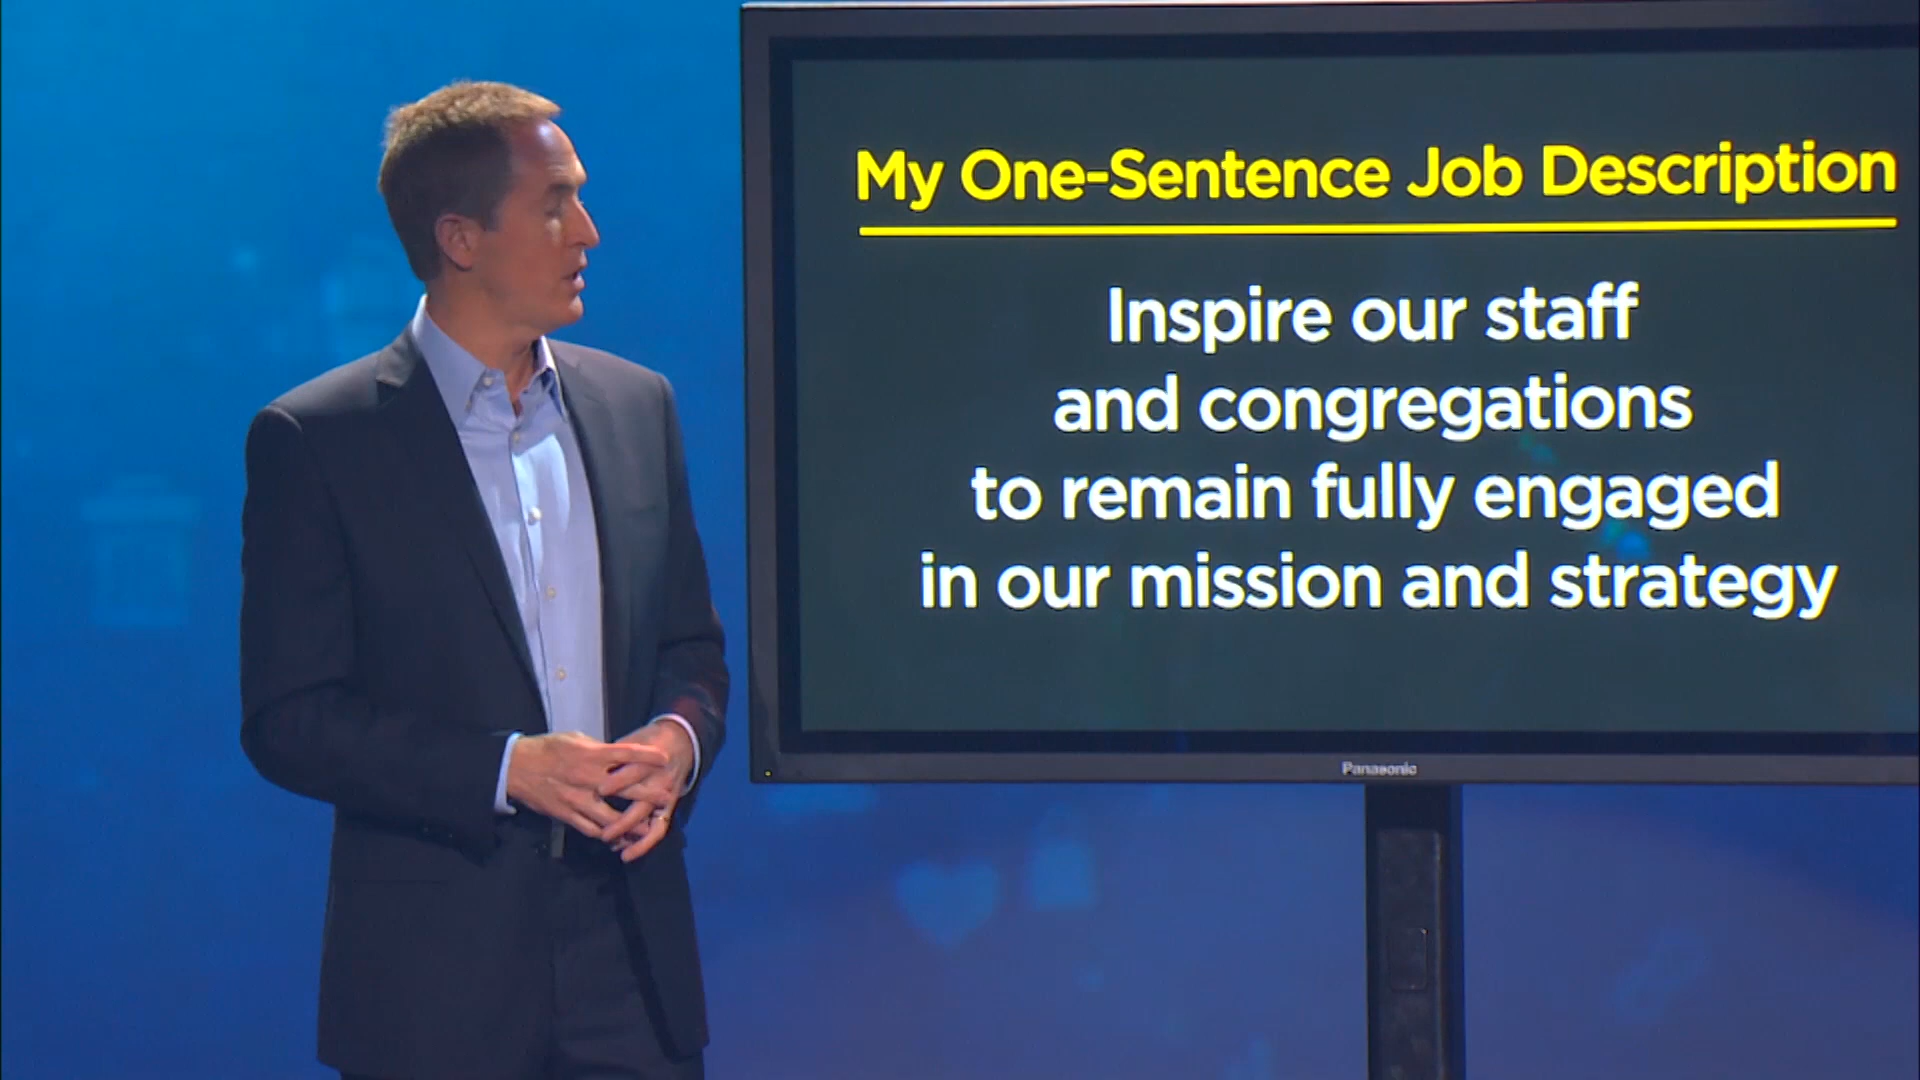 My One-Sentence Job Description
Inspire our staff
and congregations
to remain fully engaged
in our mission and strategy
Panasonic